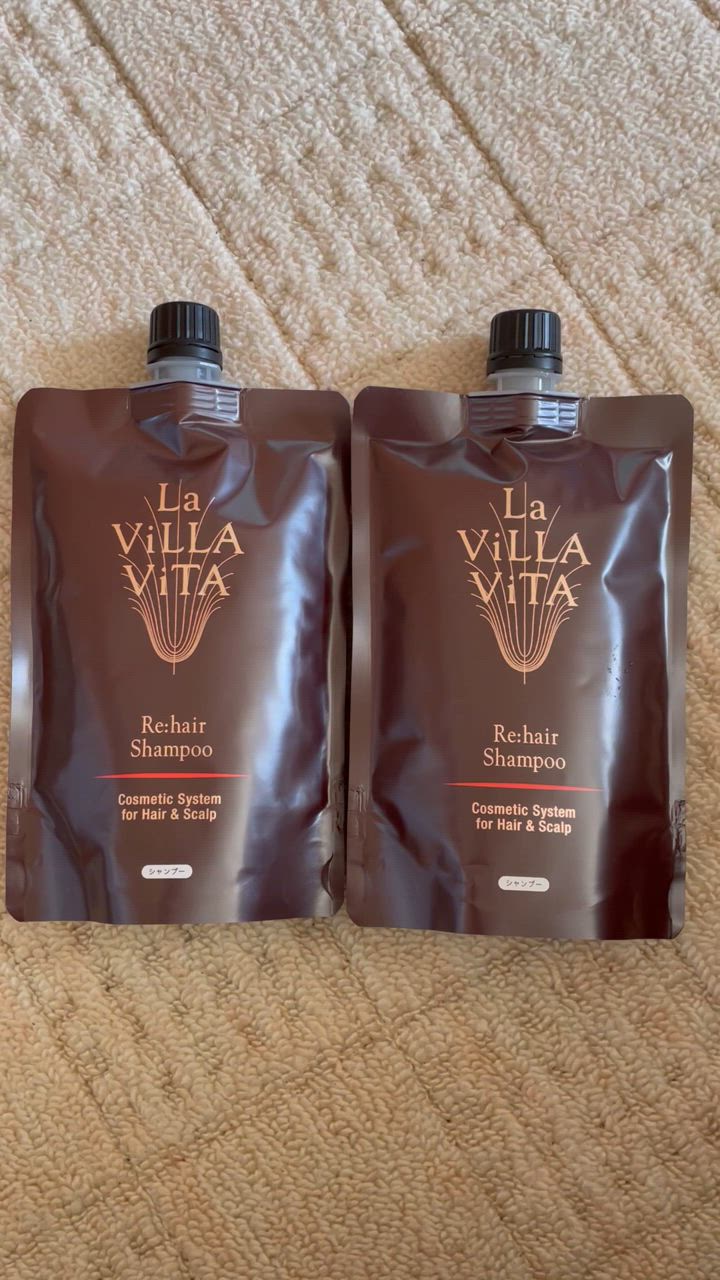 La
ViLLA
ViTA
Re:hair
Shampoo
Cosmetic System
for Hair & Scalp
シャンプー
La
ViLLA
ViTA
Re:hair
Shampoo
Cosmetic System
for Hair & Scalp
シャンプー